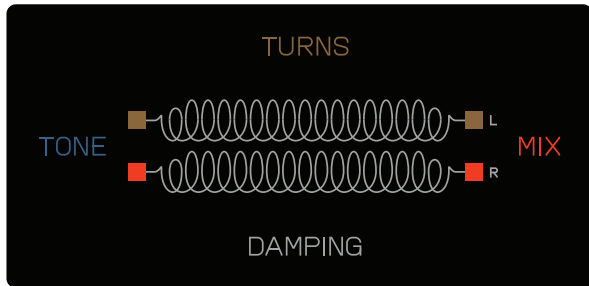 TURNS
L
TONE
MIX
R
DAMPING